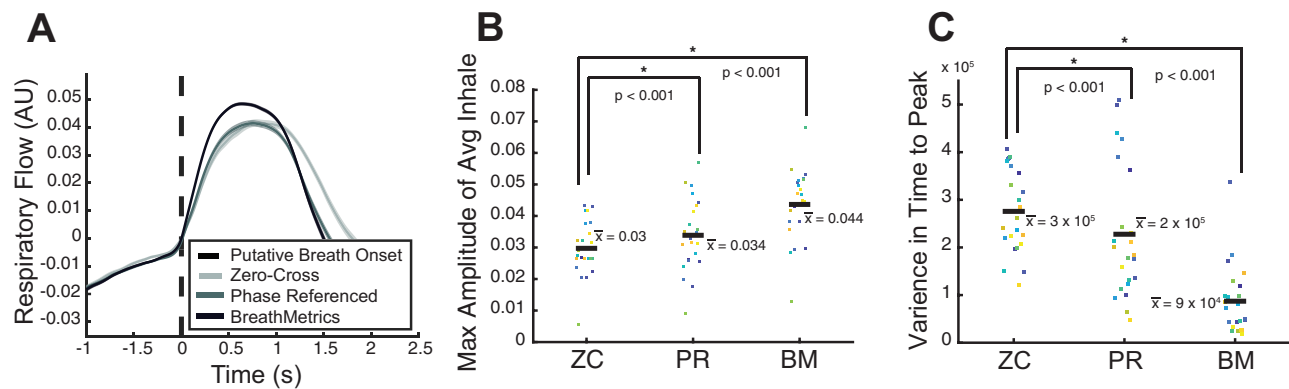 A
Respiratory Flow (AU)
0.05
0.04
0.03
0.02
0.01
0
-0.01
-0.02
-0.03
-1
-1.5
0
0.5
1.0
1.5
2.0
2.5
Time (s)
Putative Breath Onset
Zero-Cross
Phase Referenced
BreathMetrics
B
Max Amplitude of Avg Inhale
0.08
0.07
0.06
0.05
0.04
0.03
0.02
0.01
0
*
p < 0.001
*
p < 0.001
x̅ = 0.03
x̅ = 0.034
x̅ = 0.044
ZC PR BM
C
Varience in Time to Peak
x 10⁵
5
4
3
2
1
0
*
p < 0.001
*
p < 0.001
x̅ = 3 x 10⁵
x̅ = 2 x 10⁵
x̅ = 9 x 10⁴
ZC PR BM